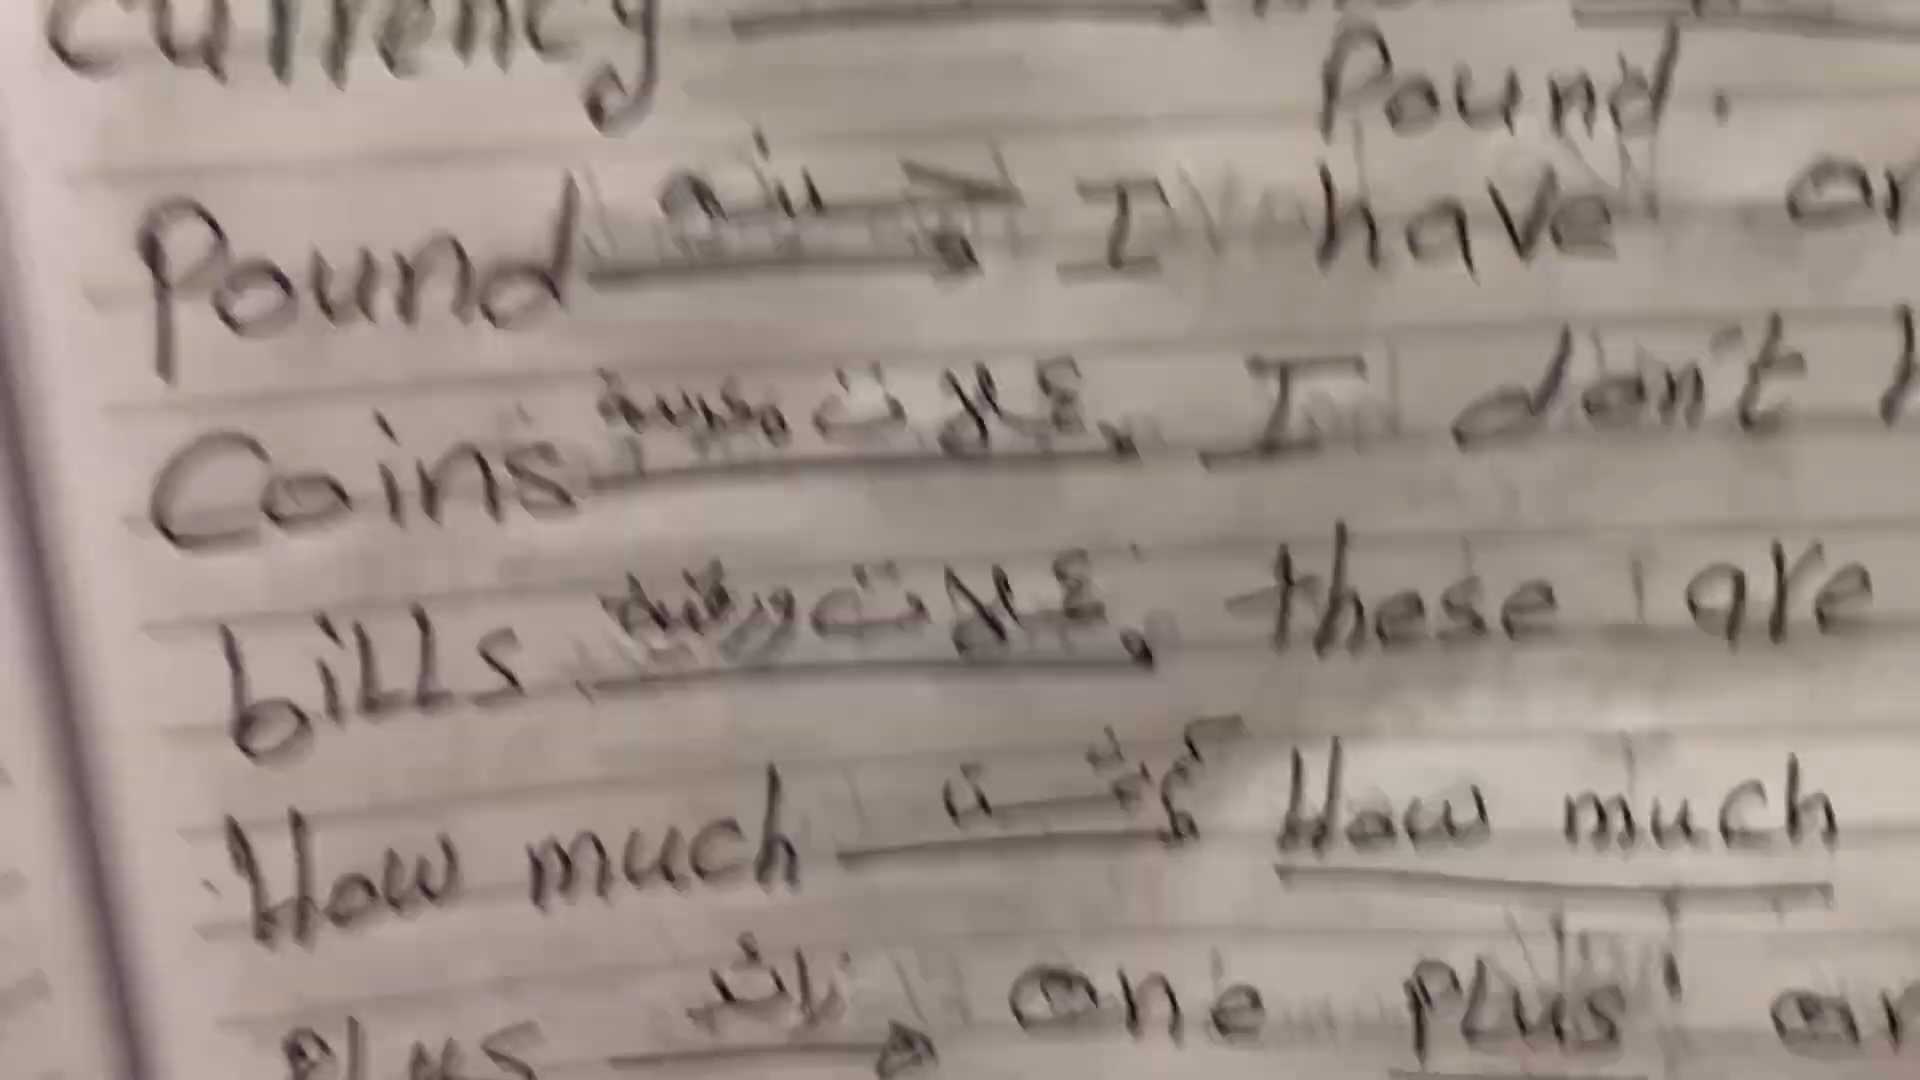 Currency
Pound.
Pound جنيه I have
Coins عملات معدنية I don't
bills عملات ورقية these are
How much How much
Plus زائد one Plus